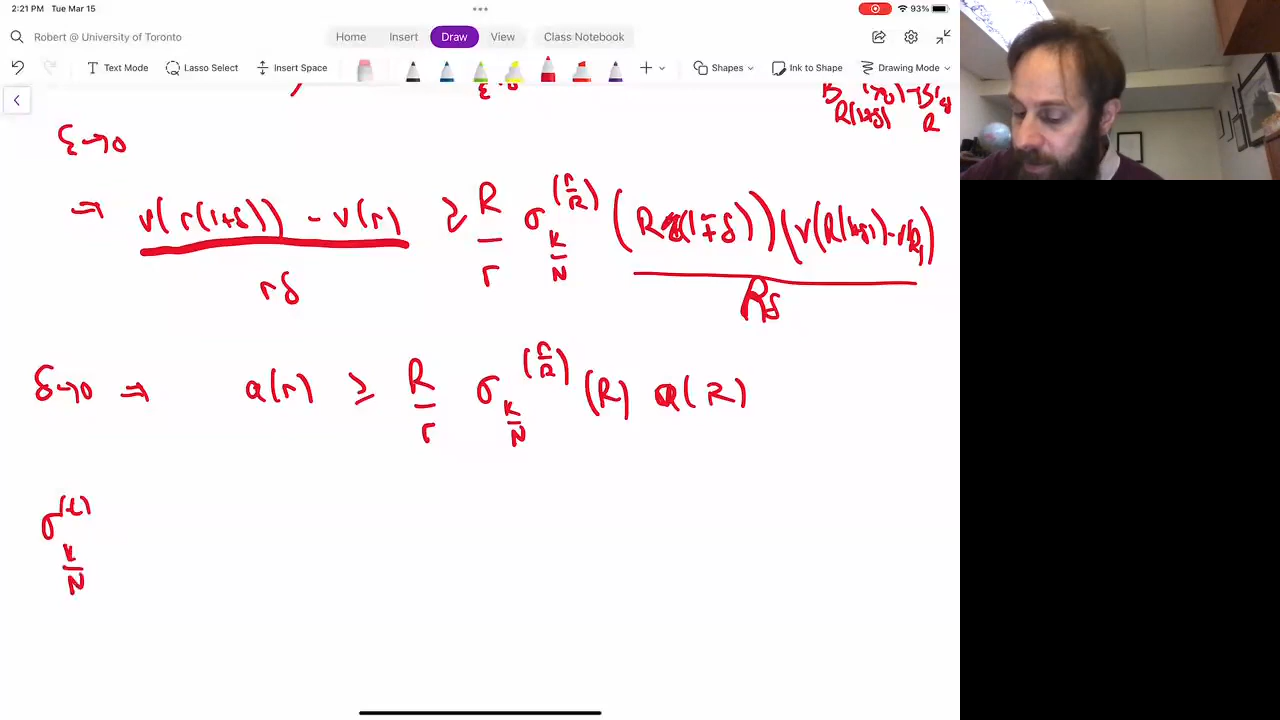 2:21 PM Tue Mar 15
93%
Robert @ University of Toronto
Home Insert Draw View Class Notebook
Text Mode Lasso Select Insert Space Shapes Ink to Shape Drawing Mode
ε→0
⇒ v(r(1+δ)) - v(r) / rδ ≥ R/r σ_{k/N}^{(r/R)} (R(1∓δ)) (v(R(1+δ)) - v(R)) / Rδ
δ→0 ⇒ a(r) ≥ R/r σ_{k/N}^{(r/R)} (R) a(R)
σ_{k/N}^{(t)}